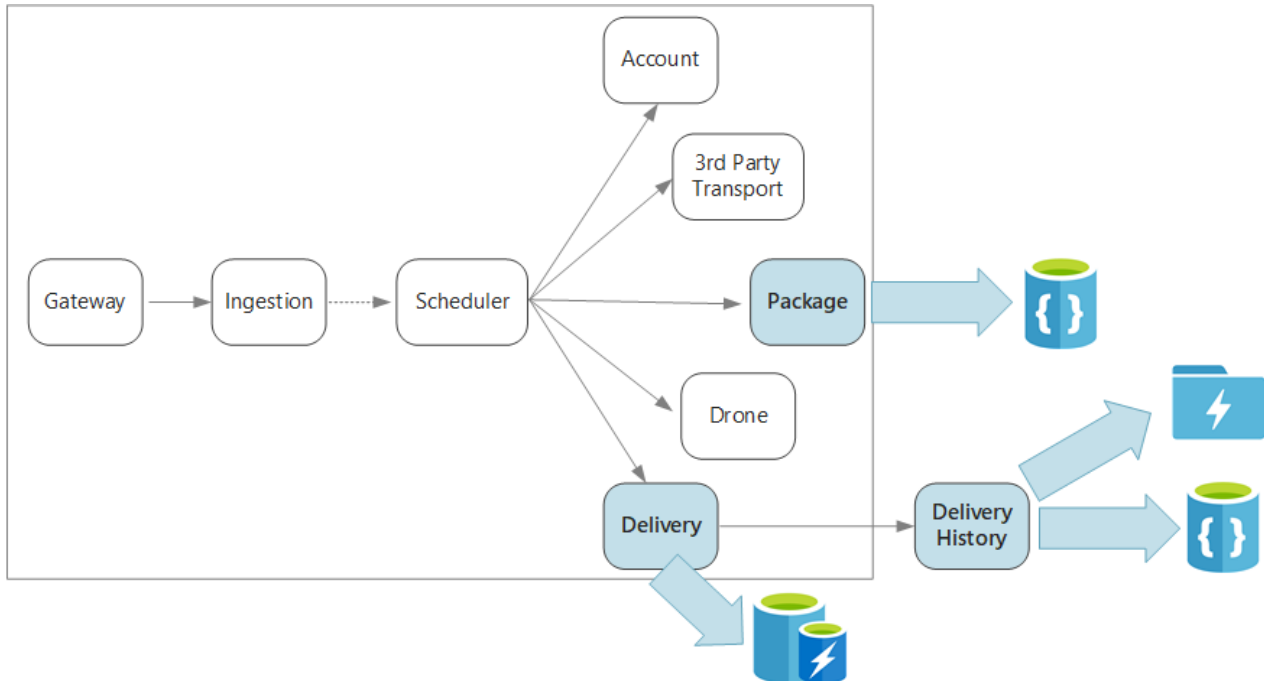 Account
3rd Party
Transport
Gateway
Ingestion
Scheduler
Package
{ }
Drone
Delivery
Delivery
History
{ }